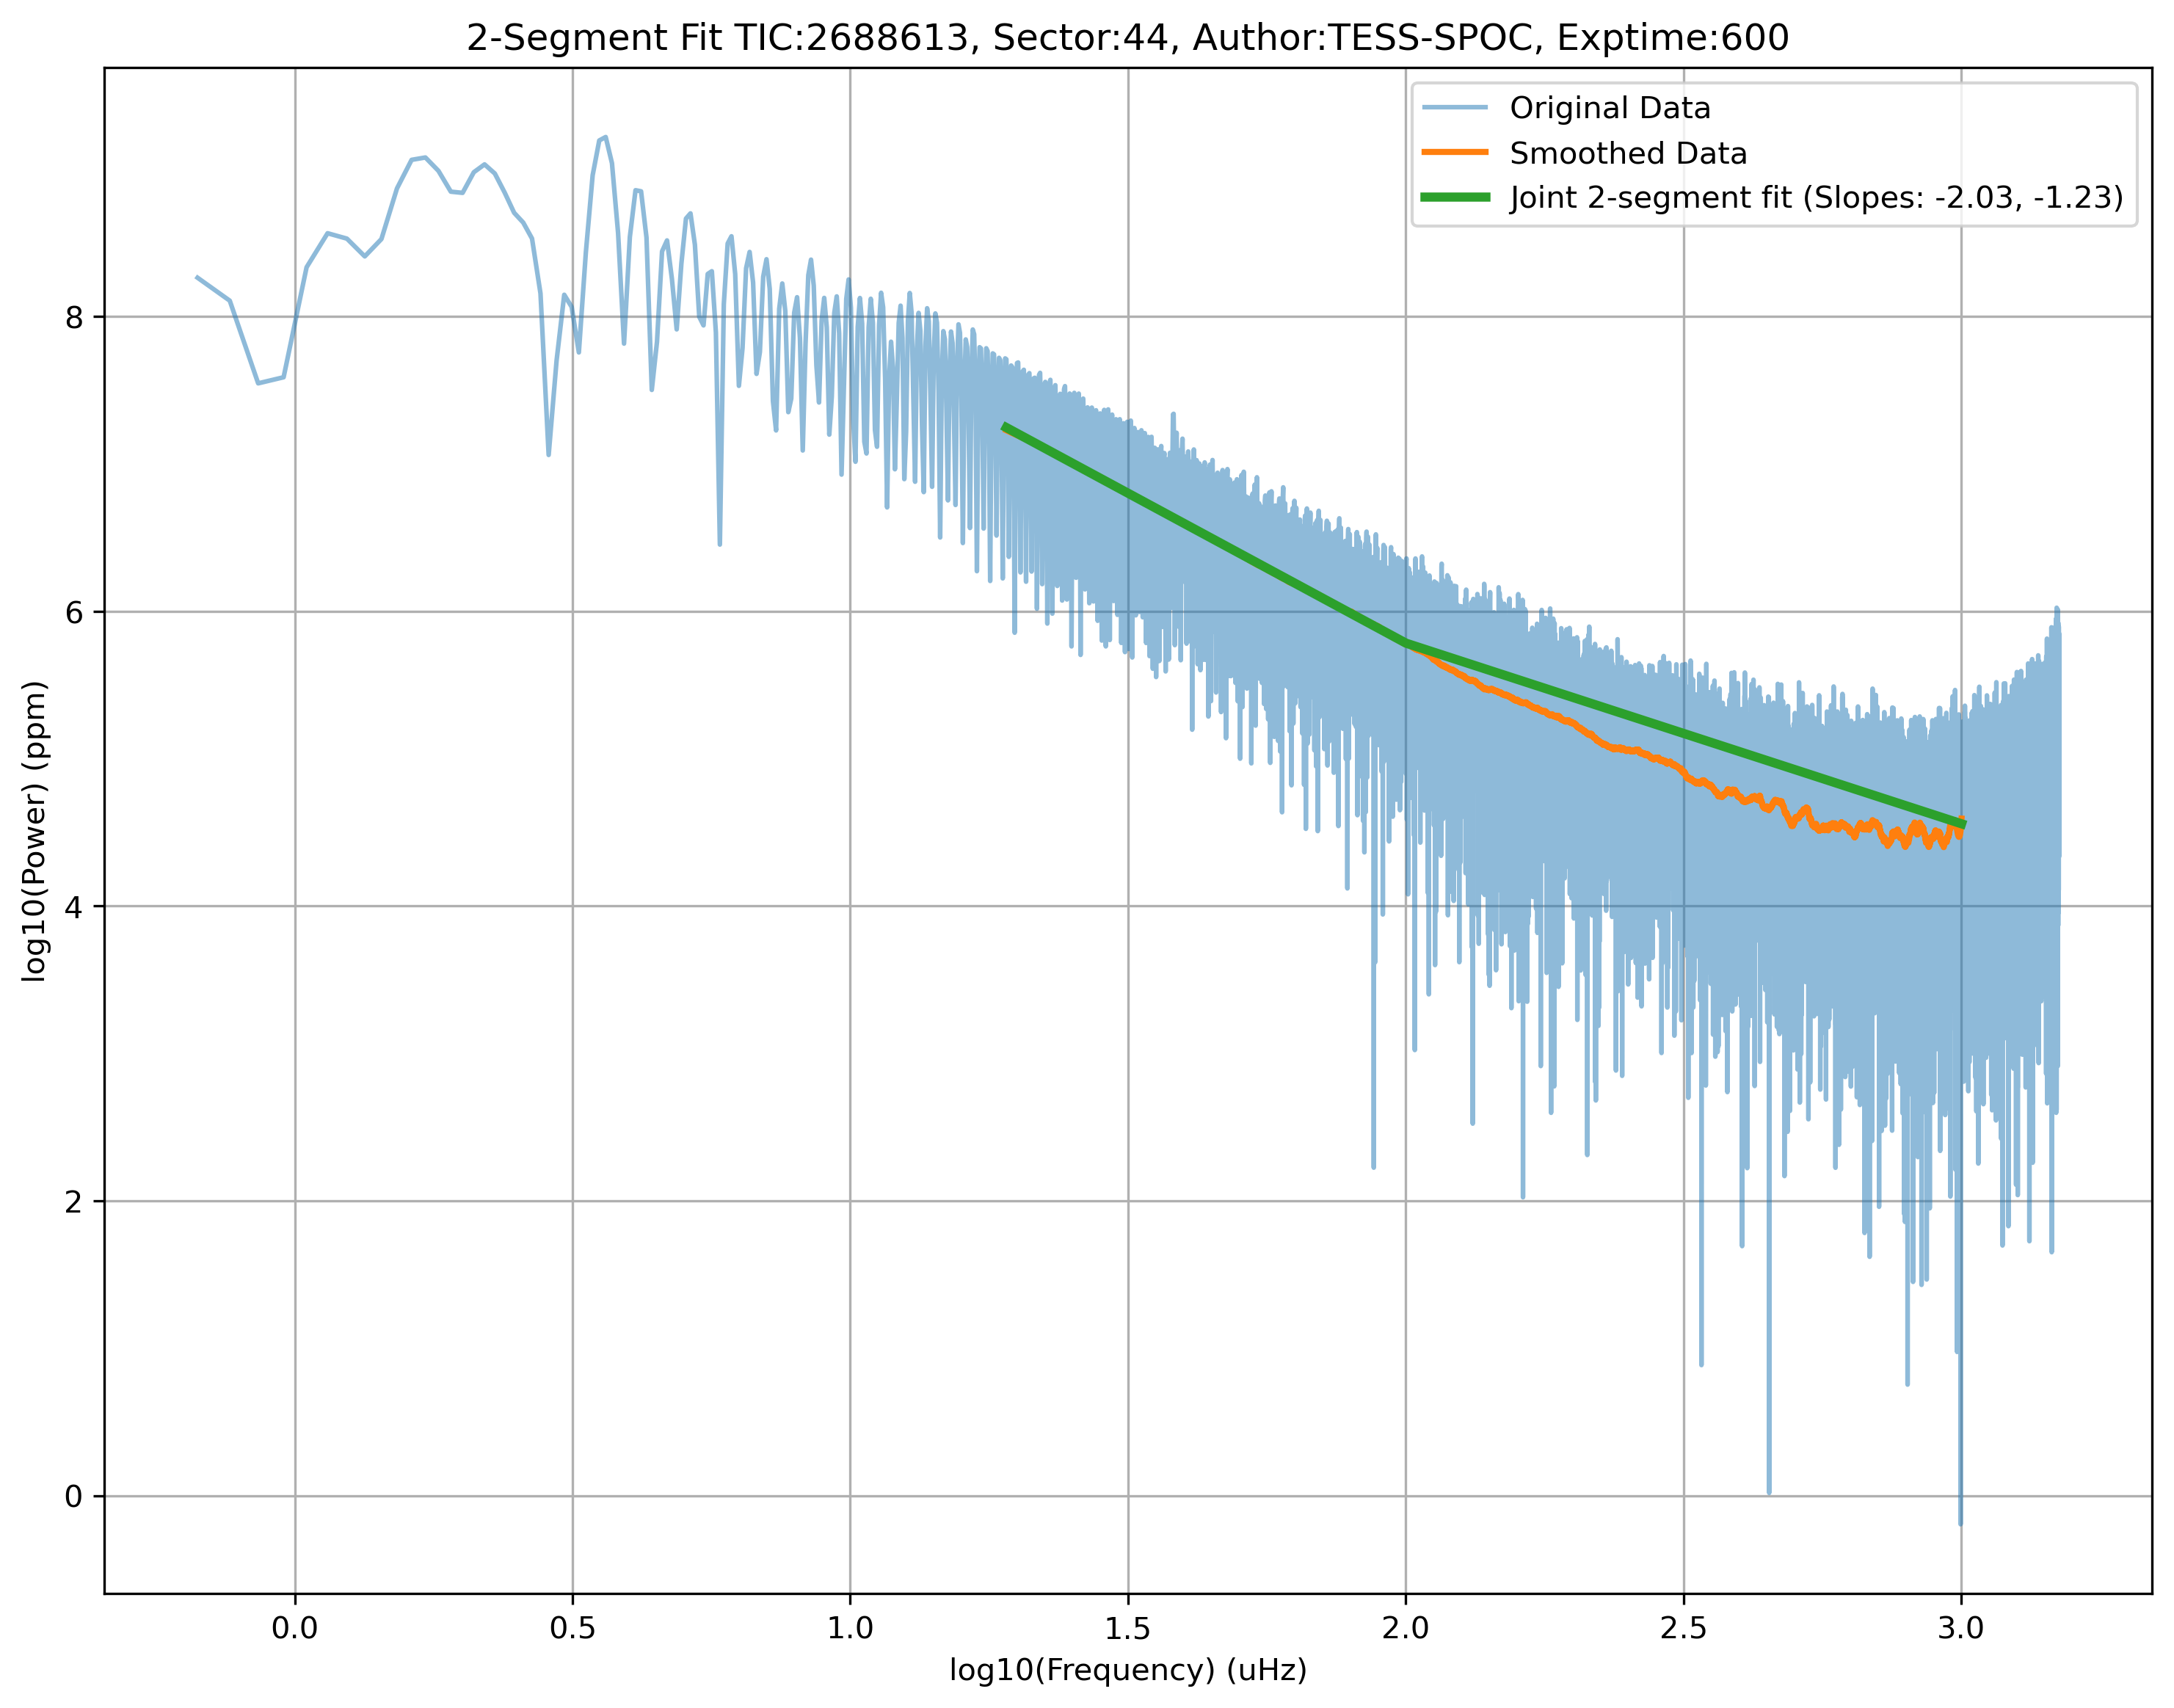 2-Segment Fit TIC:2688613, Sector:44, Author:TESS-SPOC, Exptime:600
Original Data
Smoothed Data
Joint 2-segment fit (Slopes: -2.03, -1.23)
log10(Power) (ppm)
8
6
4
2
0
0.0 0.5 1.0 1.5 2.0 2.5 3.0
log10(Frequency) (uHz)